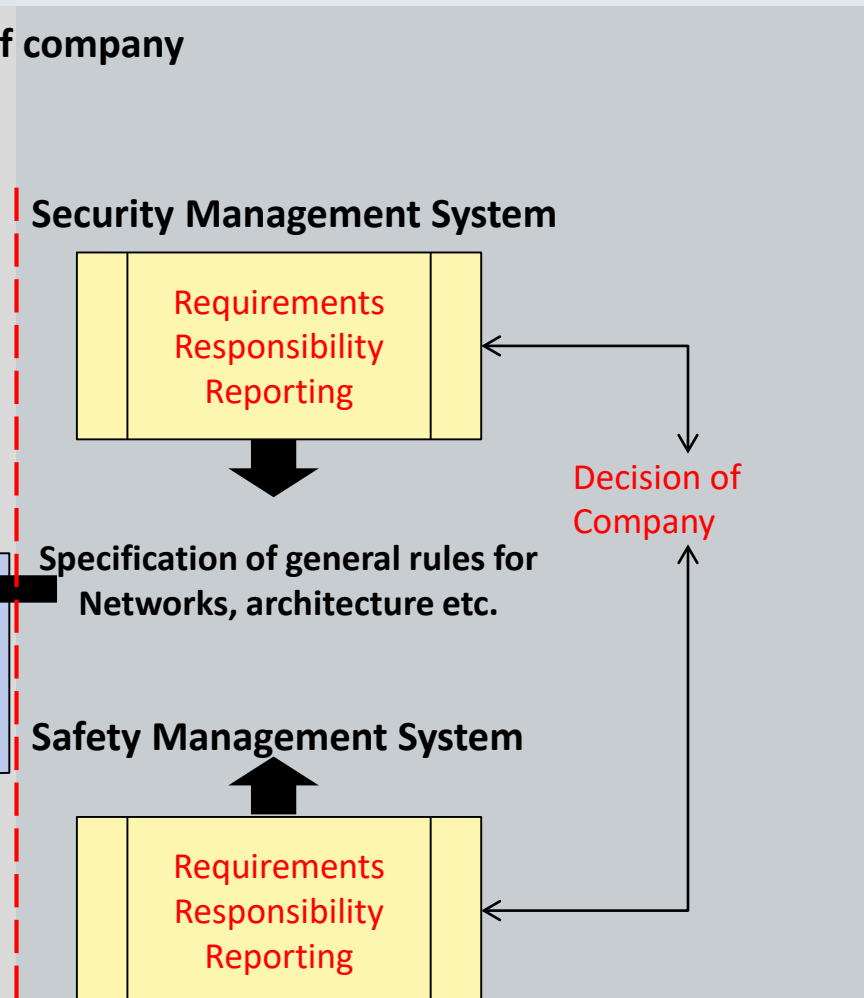 f company
Security Management System
Requirements
Responsibility
Reporting
Decision of
Company
Specification of general rules for
Networks, architecture etc.
Safety Management System
Requirements
Responsibility
Reporting